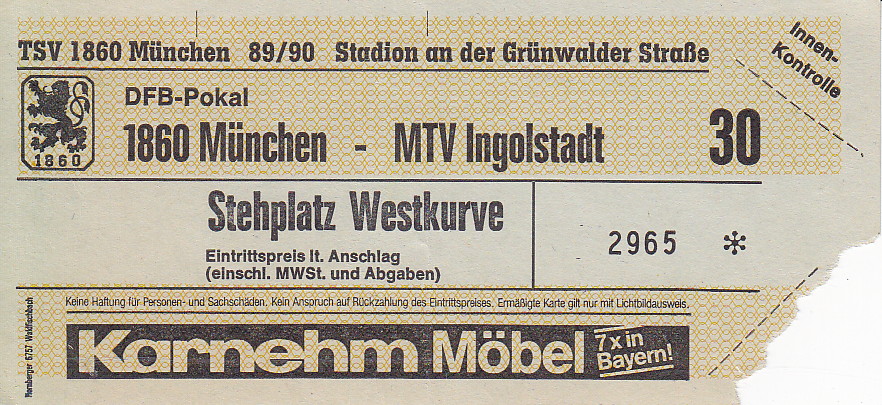 TSV 1860 München 89/90 Stadion an der Grünwalder Straße
Innen-
Kontrolle
1860
DFB-Pokal
1860 München - MTV Ingolstadt
30
Stehplatz Westkurve
Eintrittspreis lt. Anschlag
(einschl. MWSt. und Abgaben)
2965 *
Keine Haftung für Personen- und Sachschäden. Kein Anspruch auf Rückzahlung des Eintrittspreises. Ermäßigte Karte gilt nur mit Lichtbildausweis.
Karnehm Möbel
7x in
Bayern!
6757 Waldfischbach